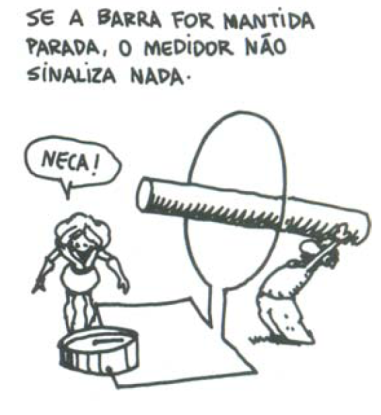 SE A BARRA FOR MANTIDA
PARADA, O MEDIDOR NÃO
SINALIZA NADA.
NECA!